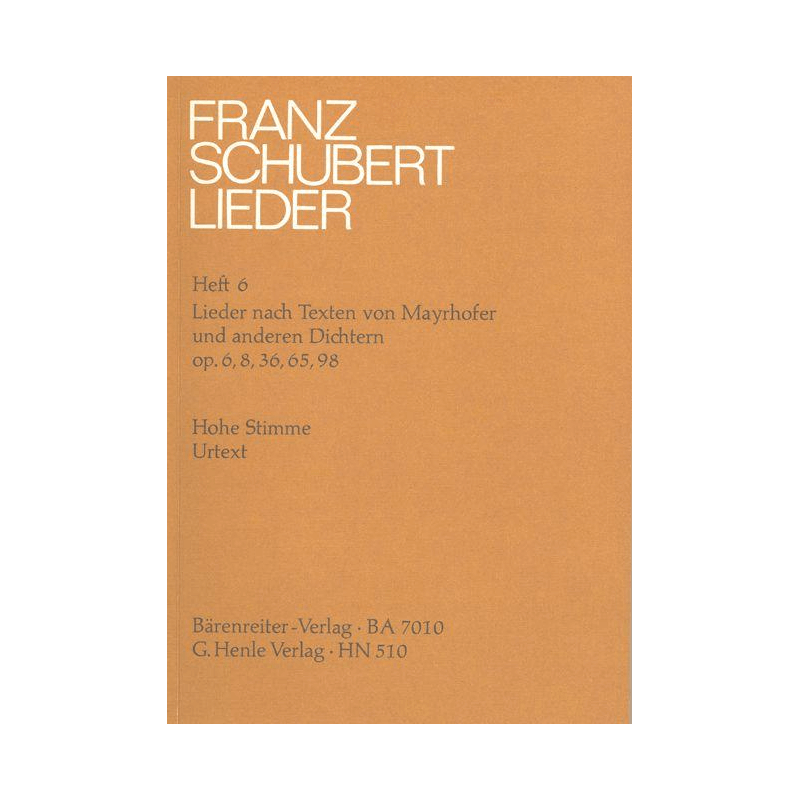 FRANZ
SCHUBERT
LIEDER
Heft 6
Lieder nach Texten von Mayrhofer
und anderen Dichtern
op. 6, 8, 36, 65, 98
Hohe Stimme
Urtext
Bärenreiter-Verlag · BA 7010
G. Henle Verlag · HN 510